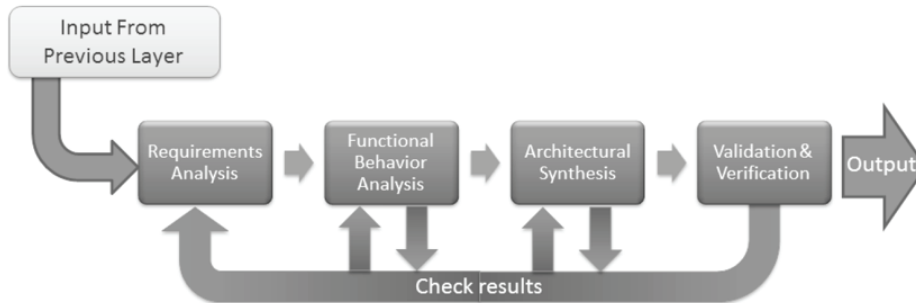 Input From
Previous Layer
Requirements
Analysis
Functional
Behavior
Analysis
Architectural
Synthesis
Validation &
Verification
Output
Check results